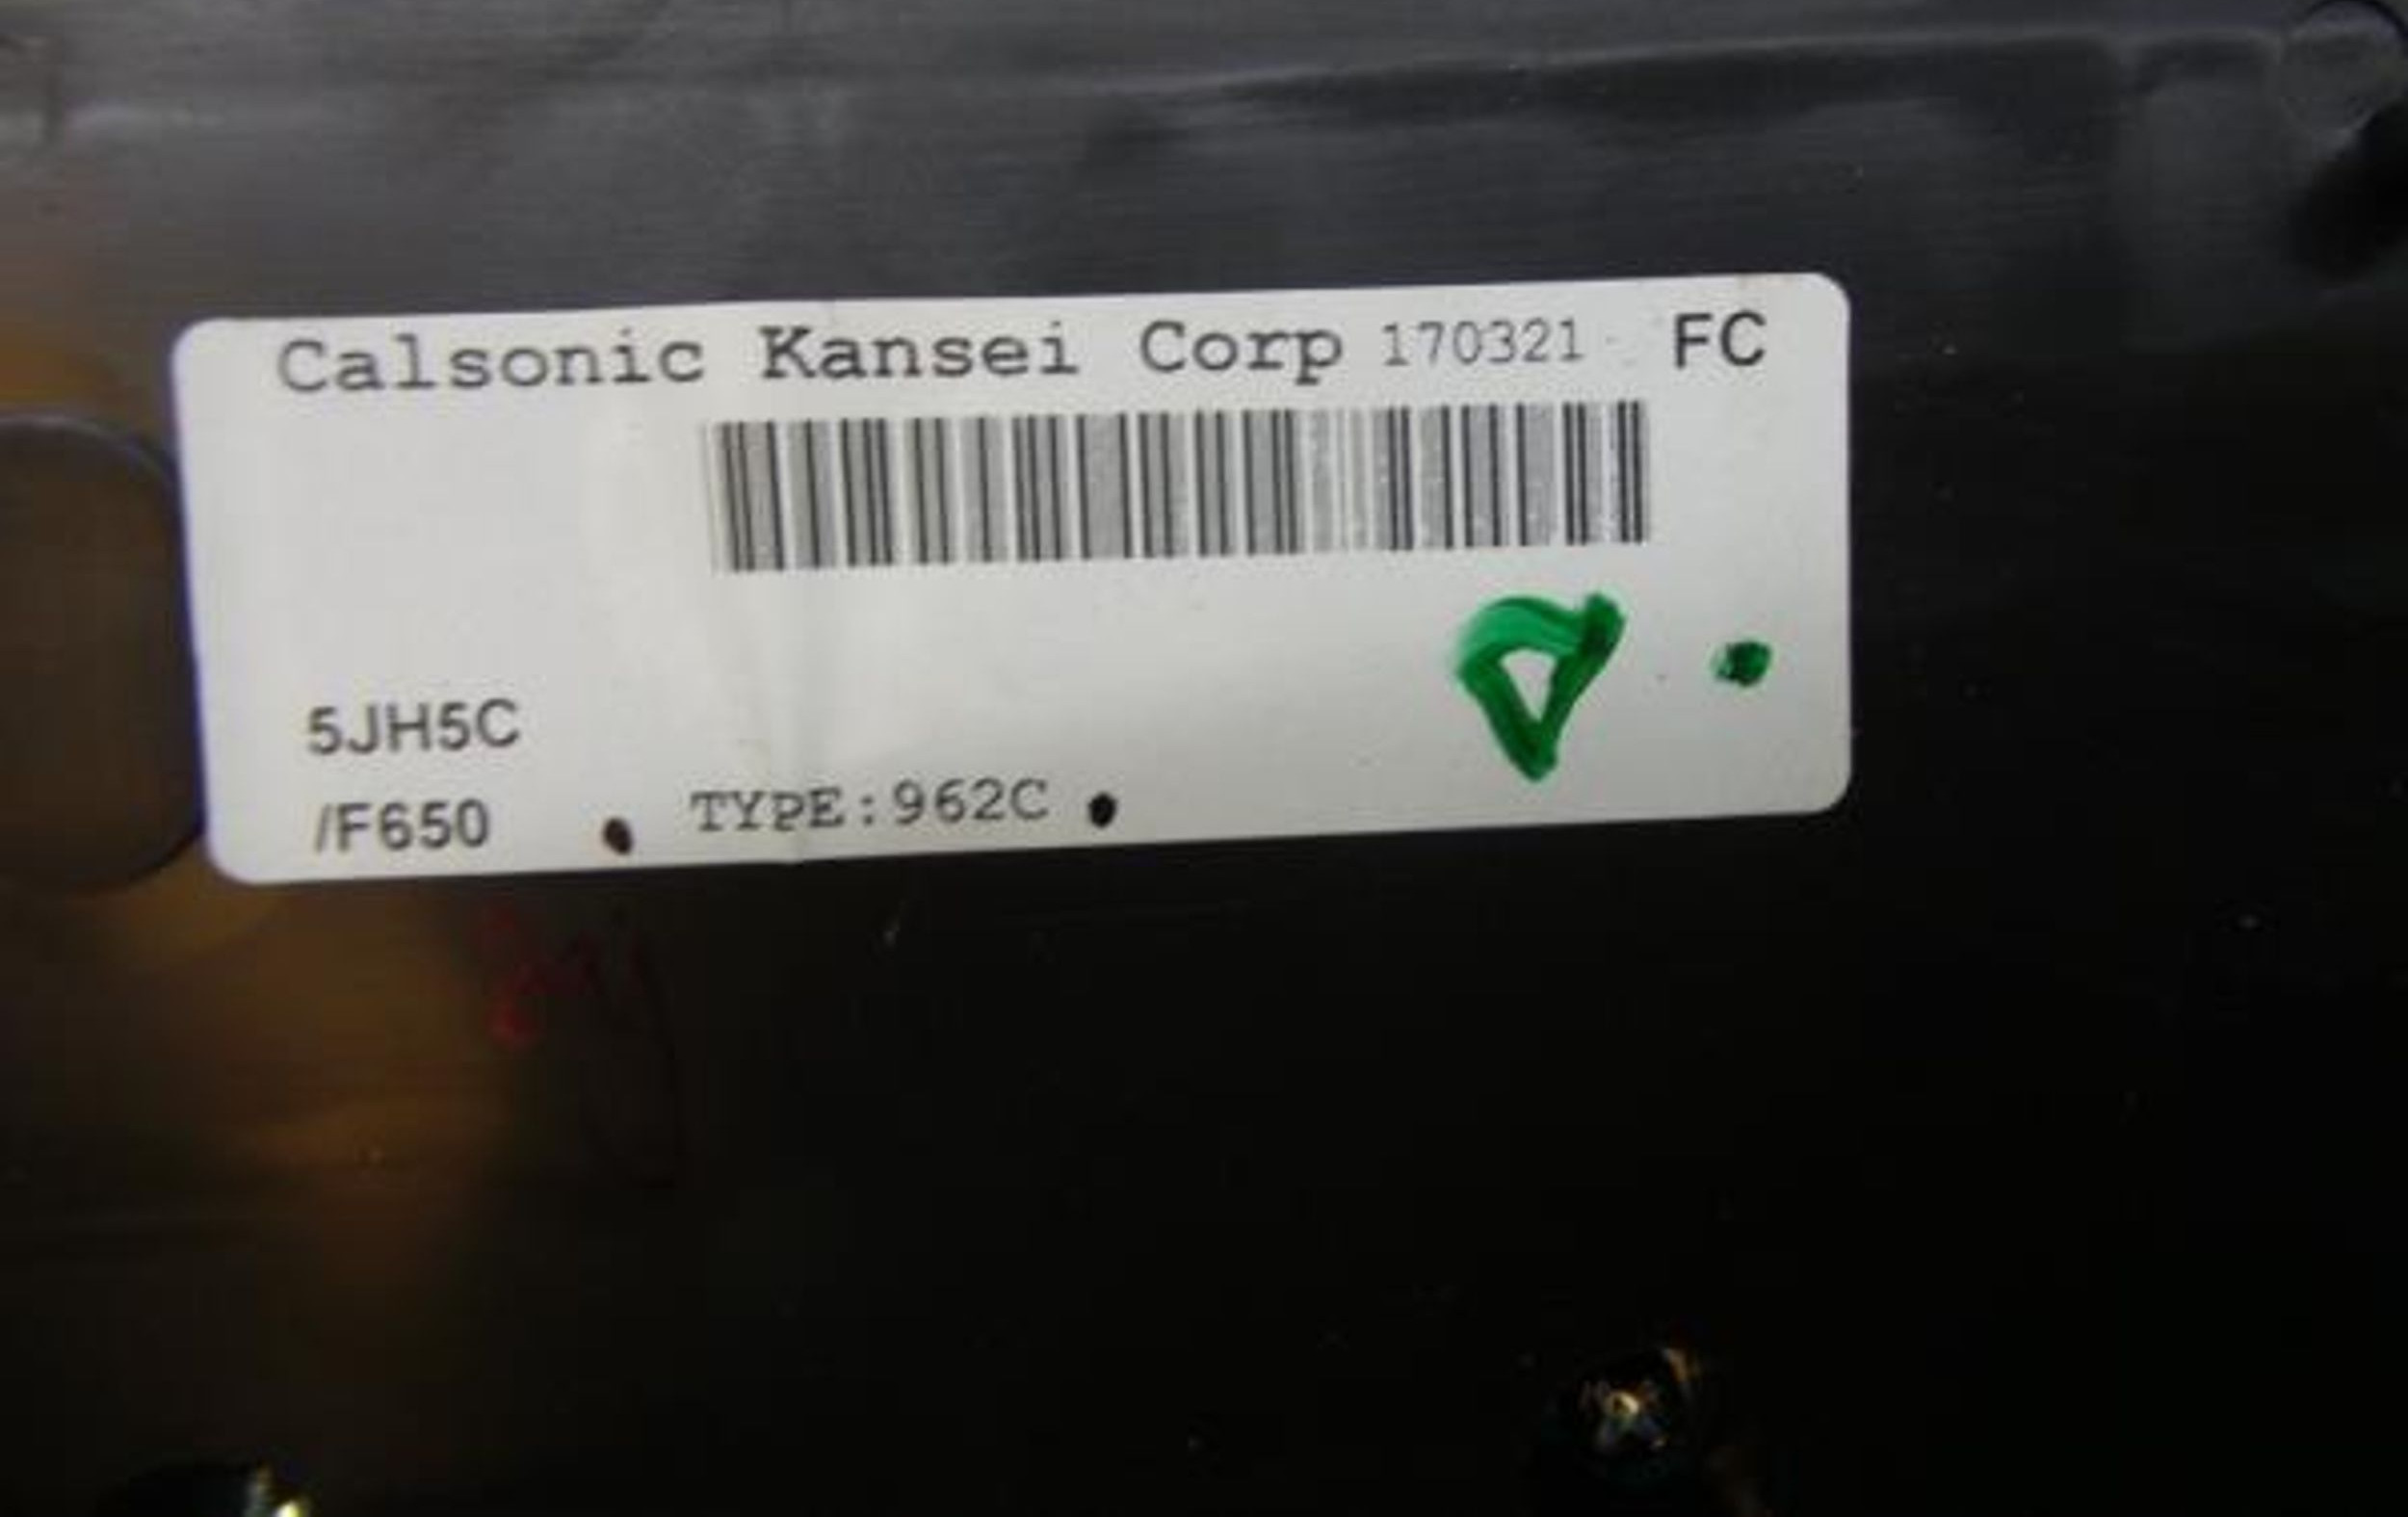 Calsonic Kansei Corp 170321 FC
5JH5C
/F650 TYPE:962C